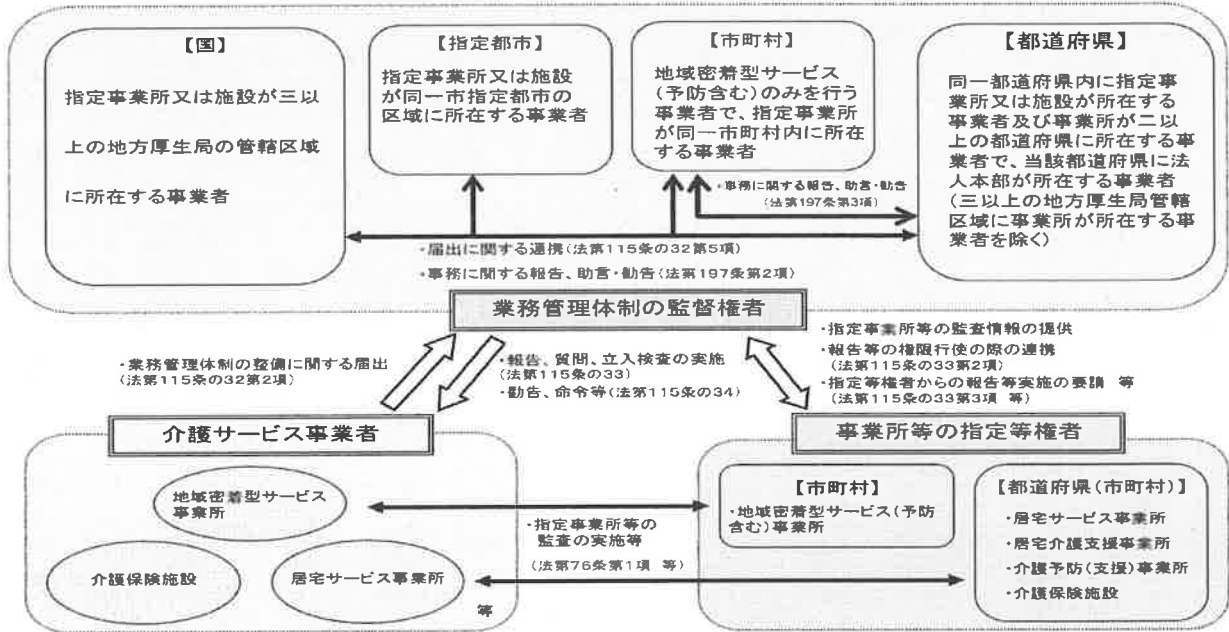 【国】
指定事業所又は施設が三以
上の地方厚生局の管轄区域
に所在する事業者
【指定都市】
指定事業所又は施設
が同一市指定都市の
区域に所在する事業者
【市町村】
地域密着型サービス
(予防含む)のみを行う
事業者で、指定事業所
が同一市町村内に所在
する事業者
【都道府県】
同一都道府県内に指定事
業所又は施設が所在する
事業者及び事業所が二以
上の都道府県に所在する事
業者で、当該都道府県に法
人本部が所在する事業者
(三以上の地方厚生局管轄
区域に事業所が所在する事
業者を除く)
・事務に関する報告、助言・勧告
(法第197条第3項)
・届出に関する連携(法第115条の32第5項)
・事務に関する報告、助言・勧告(法第197条第2項)
業務管理体制の監督権者
・業務管理体制の整備に関する届出
(法第115条の32第2項)
・報告、質問、立入検査の実施
(法第115条の33)
・勧告、命令等(法第115条の34)
・指定事業所等の監査情報の提供
・報告等の権限行使の際の連携
(法第115条の33第2項)
・指定等権者からの報告等実施の要請 等
(法第115条の33第3項 等)
介護サービス事業者
地域密着型サービス
事業所
介護保険施設
居宅サービス事業所
等
・指定事業所等の
監査の実施等
(法第76条第1項 等)
事業所等の指定等権者
【市町村】
・地域密着型サービス(予防
含む)事業所
【都道府県(市町村)】
・居宅サービス事業所
・居宅介護支援事業所
・介護予防(支援)事業所
・介護保険施設